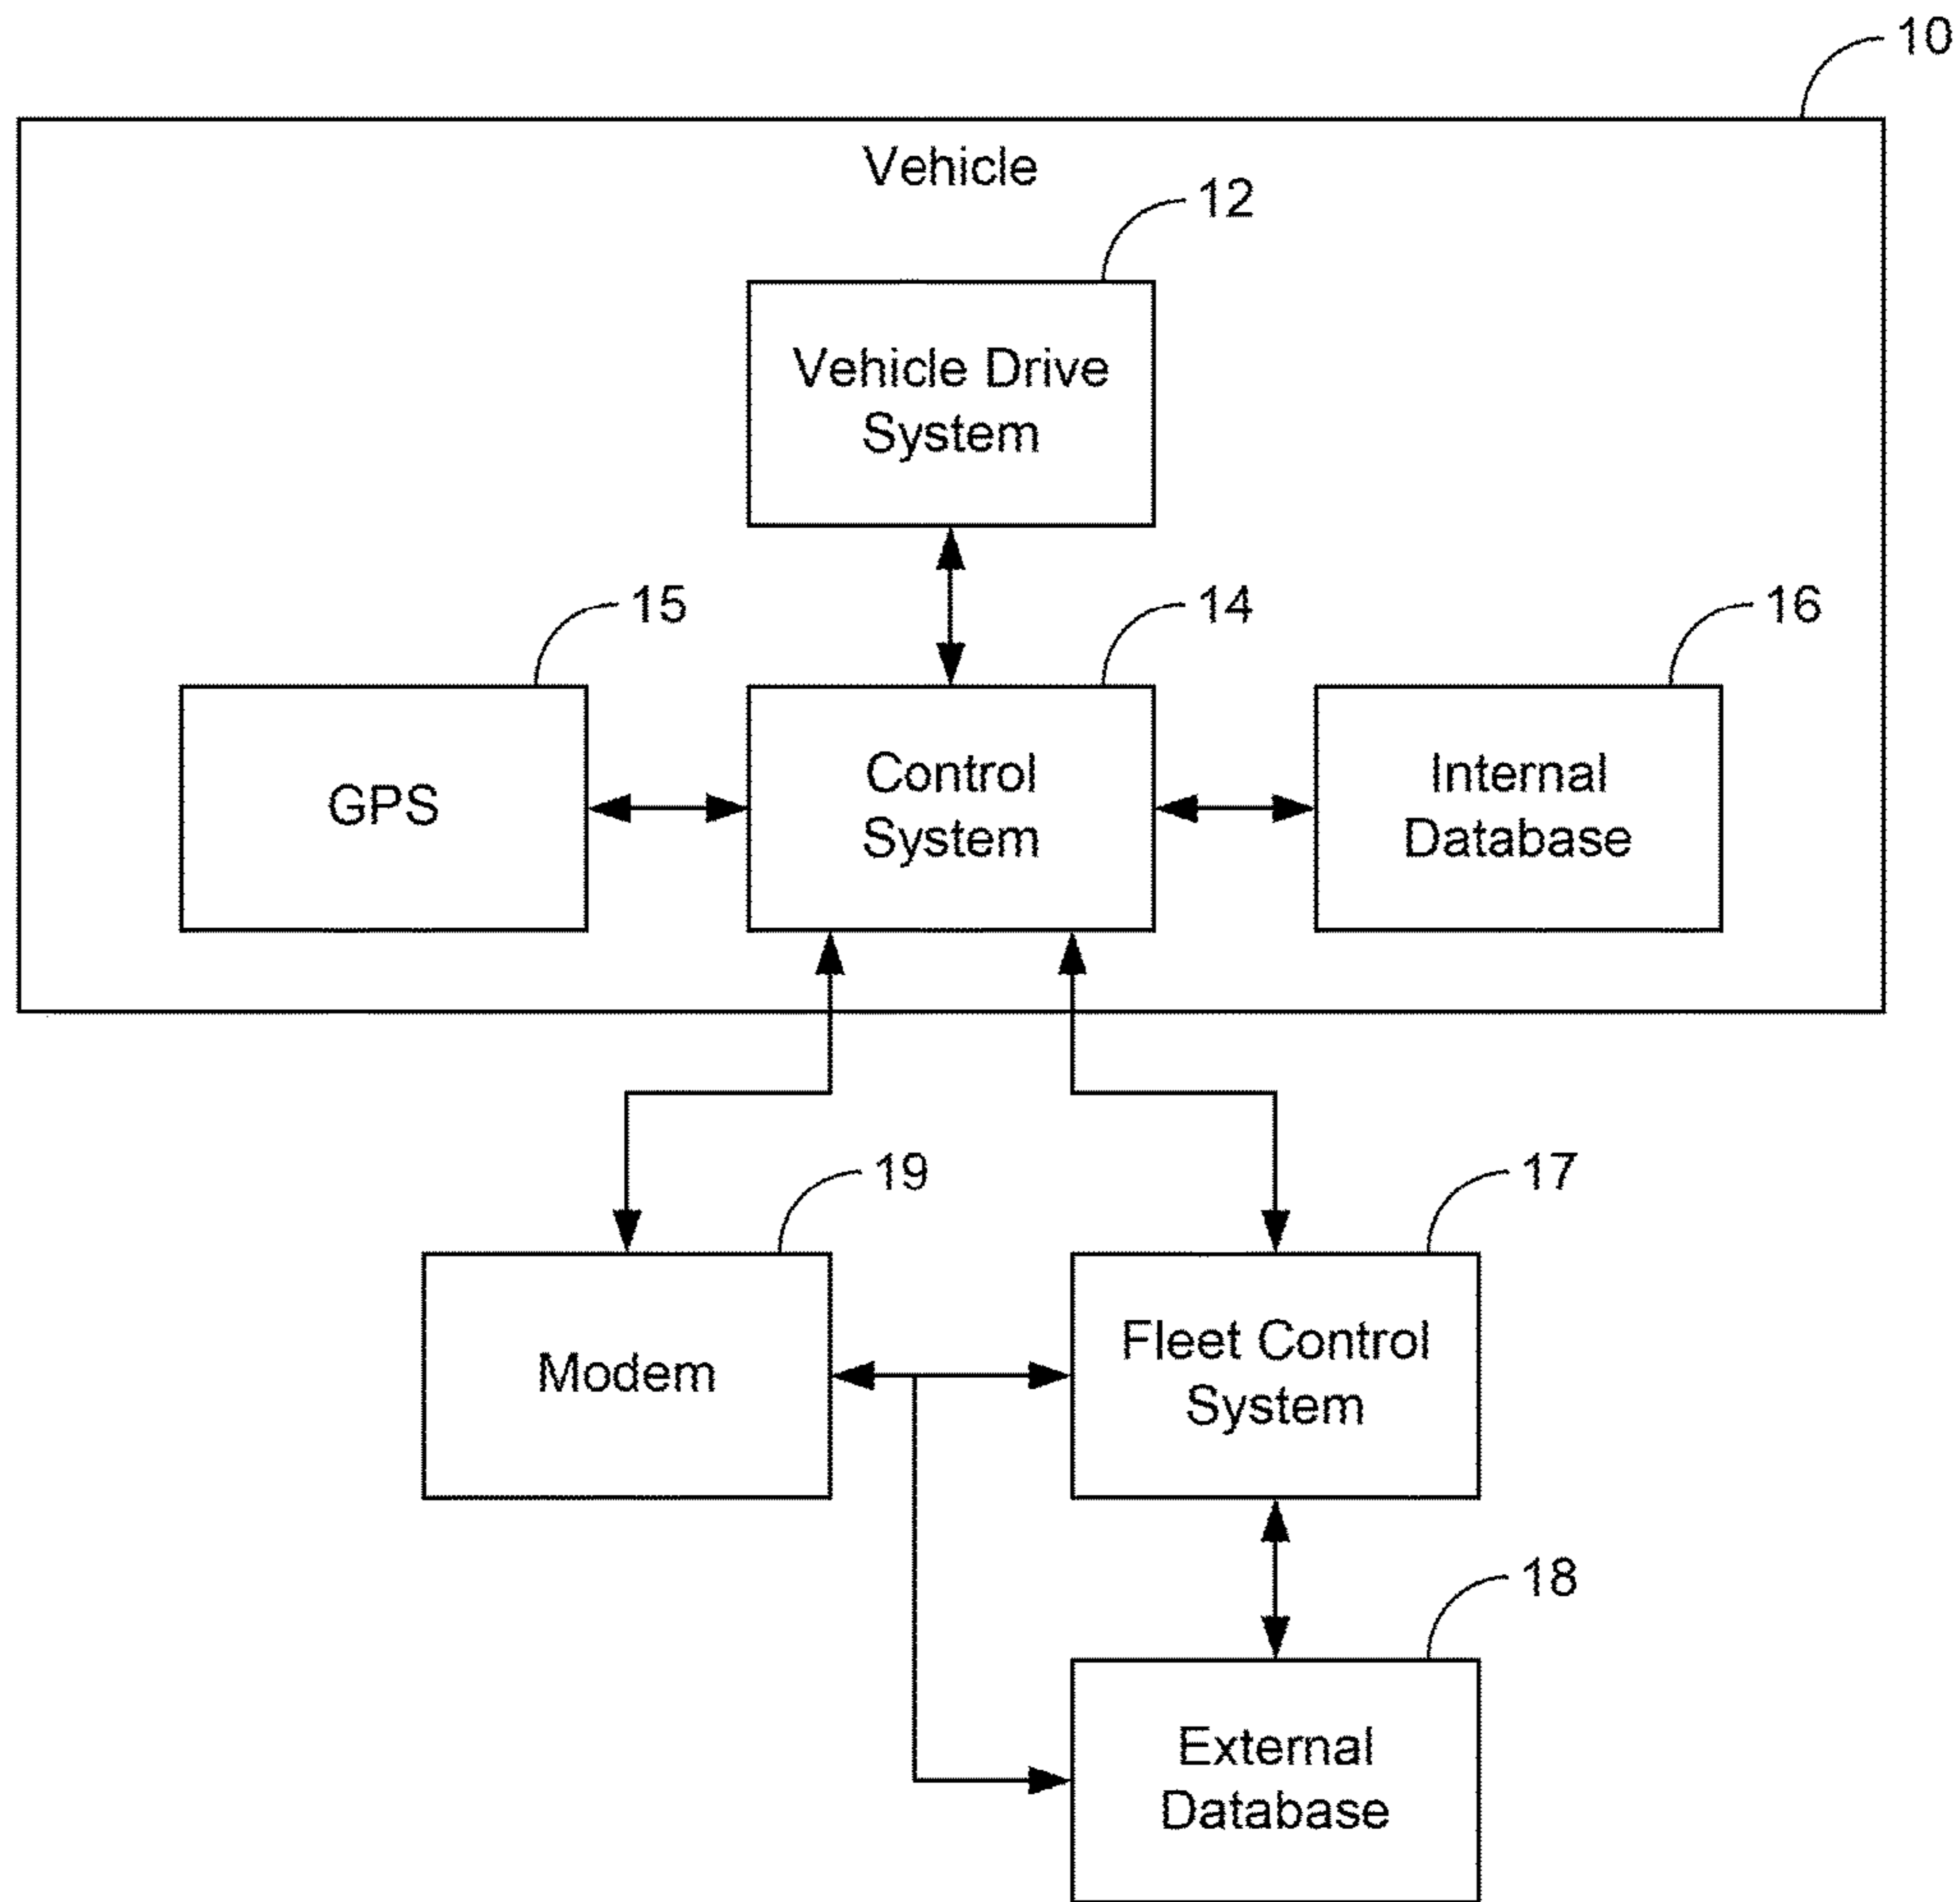 10
Vehicle
12
Vehicle Drive
System
15
14
16
GPS
Control
System
Internal
Database
19
17
Modem
Fleet Control
System
18
External
Database